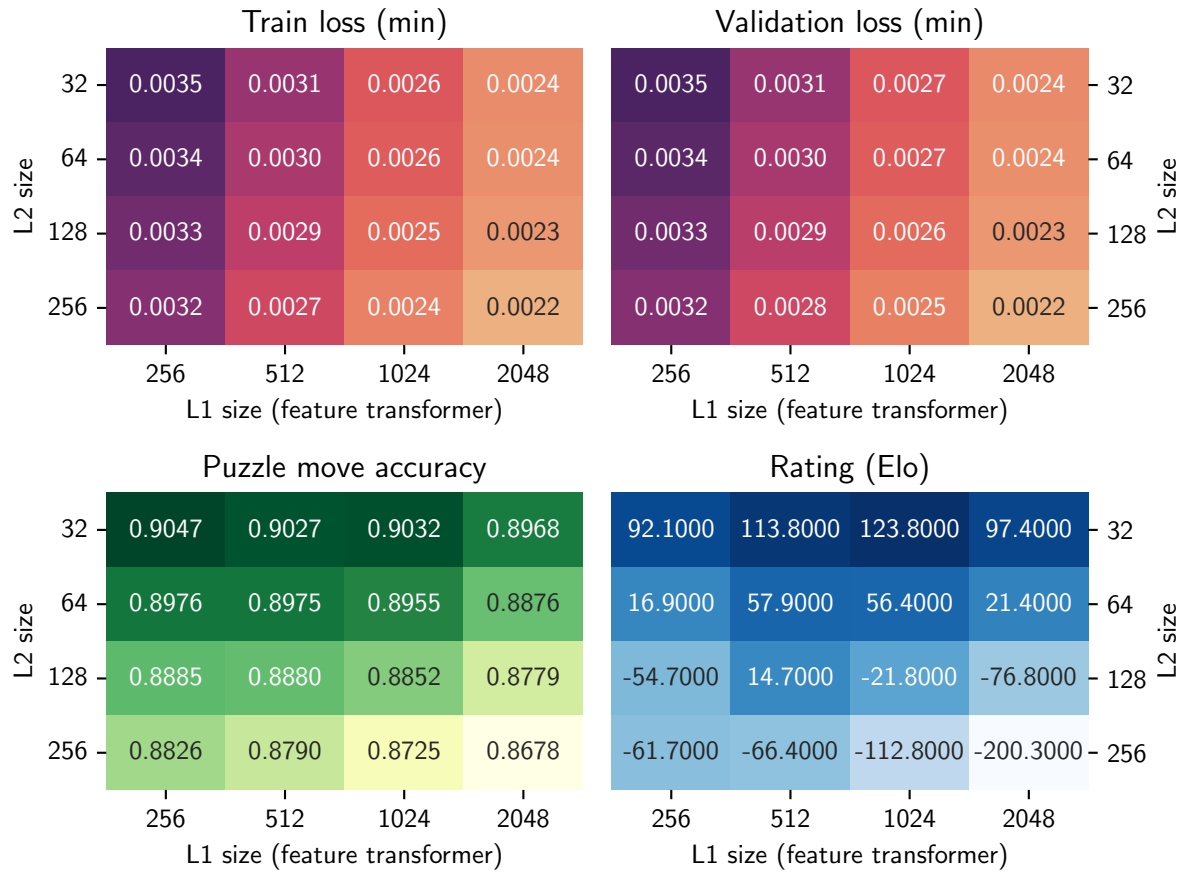 Train loss (min)
Validation loss (min)
32 0.0035 0.0031 0.0026 0.0024
0.0035 0.0031 0.0027 0.0024 32
64 0.0034 0.0030 0.0026 0.0024
0.0034 0.0030 0.0027 0.0024 64
128 0.0033 0.0029 0.0025 0.0023
0.0033 0.0029 0.0026 0.0023 128
256 0.0032 0.0027 0.0024 0.0022
0.0032 0.0028 0.0025 0.0022 256
L2 size
L2 size
256 512 1024 2048
256 512 1024 2048
L1 size (feature transformer)
L1 size (feature transformer)
Puzzle move accuracy
Rating (Elo)
32 0.9047 0.9027 0.9032 0.8968
92.1000 113.8000 123.8000 97.4000 32
64 0.8976 0.8975 0.8955 0.8876
16.9000 57.9000 56.4000 21.4000 64
128 0.8885 0.8880 0.8852 0.8779
-54.7000 14.7000 -21.8000 -76.8000 128
256 0.8826 0.8790 0.8725 0.8678
-61.7000 -66.4000 -112.8000 -200.3000 256
L2 size
L2 size
256 512 1024 2048
256 512 1024 2048
L1 size (feature transformer)
L1 size (feature transformer)